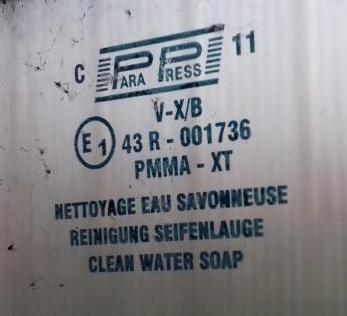 C PARA PRESS 11
V-X/B
E1 43 R - 001736
PMMA - XT
NETTOYAGE EAU SAVONNEUSE
REINIGUNG SEIFENLAUGE
CLEAN WATER SOAP